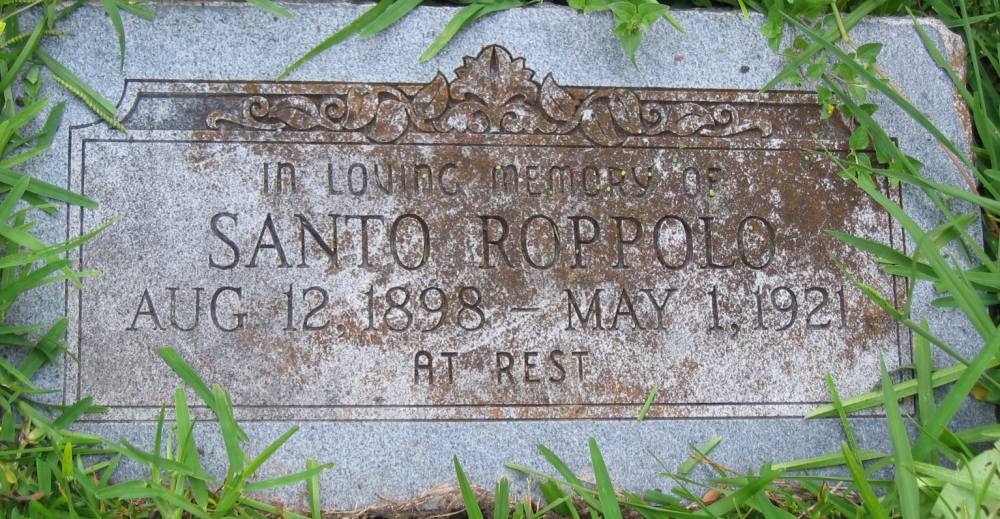 In LOVING MEMORY OF
SANTO ROPPOLO
AUG 12, 1898 - MAY 1, 1921
AT REST